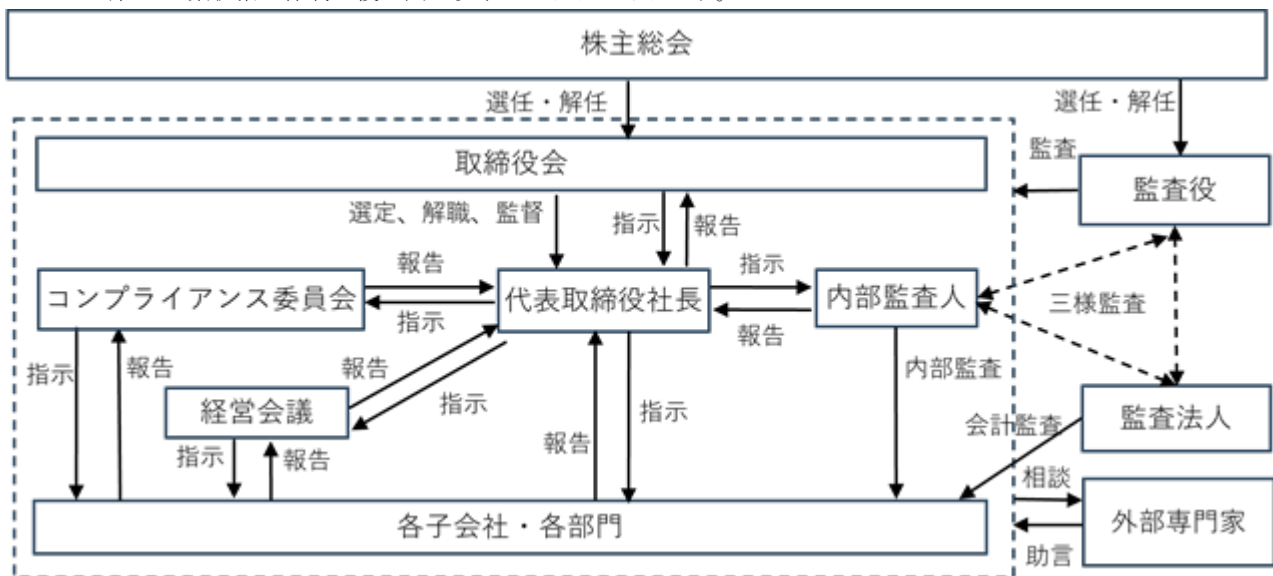 株主総会
選任・解任
選任・解任
取締役会
監査
監査役
選定、解職、監督
指示
報告
報告
指示
コンプライアンス委員会
代表取締役社長
内部監査人
三様監査
指示
報告
指示
報告
報告
内部監査
経営会議
指示
指示
会計監査
監査法人
指示
報告
報告
相談
各子会社・各部門
外部専門家
助言